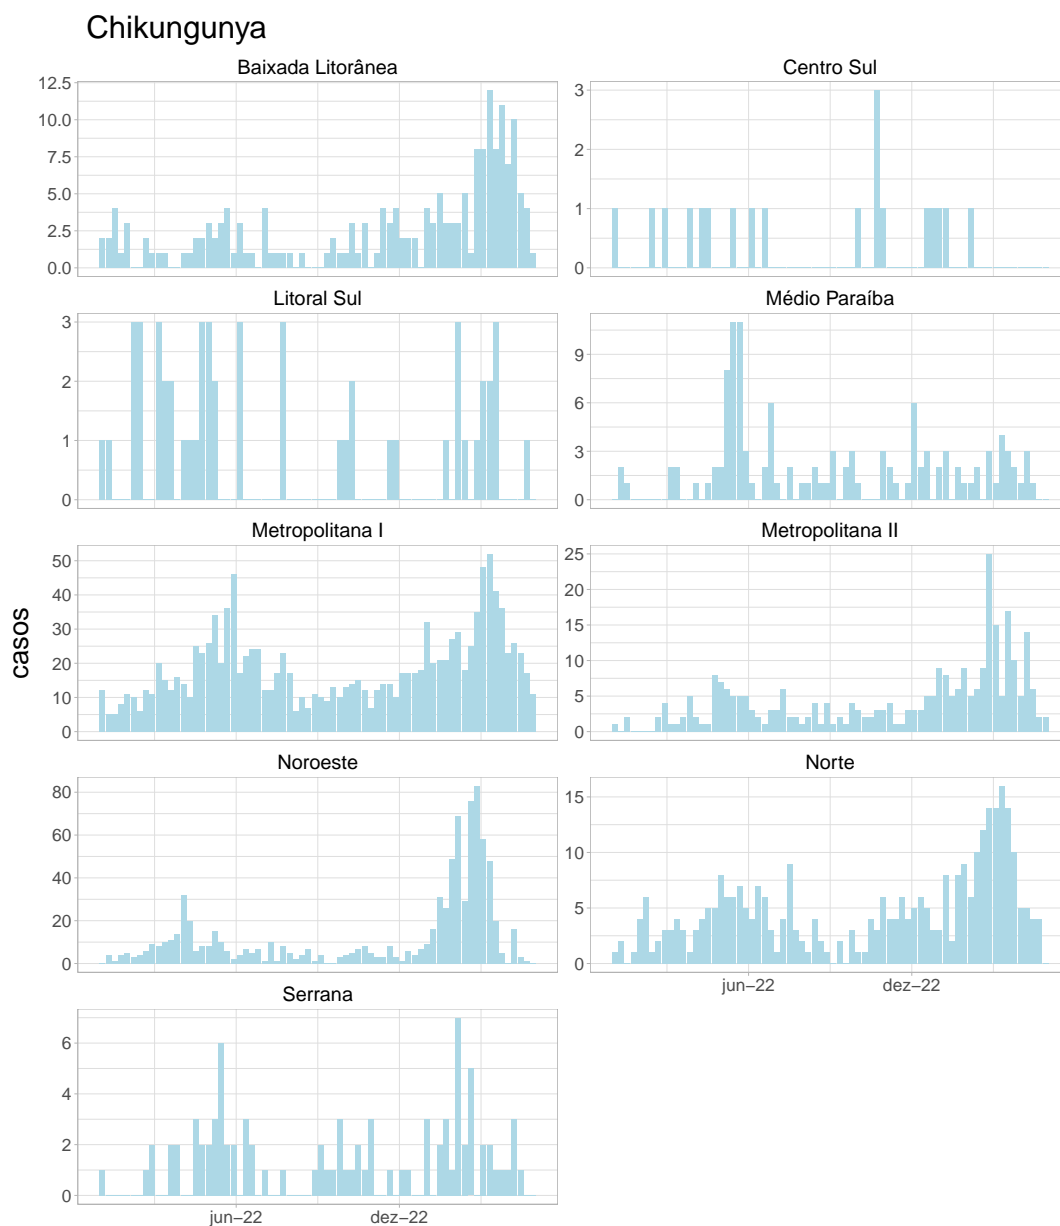 Chikungunya
Baixada Litorânea
Centro Sul
12.5
10.0
7.5
5.0
2.5
0.0
3
2
1
0
Litoral Sul
Médio Paraíba
3
2
1
0
9
6
3
0
Metropolitana I
Metropolitana II
50
40
30
20
10
0
25
20
15
10
5
0
casos
Noroeste
Norte
80
60
40
20
0
15
10
5
0
jun−22
dez−22
Serrana
6
4
2
0
jun−22
dez−22